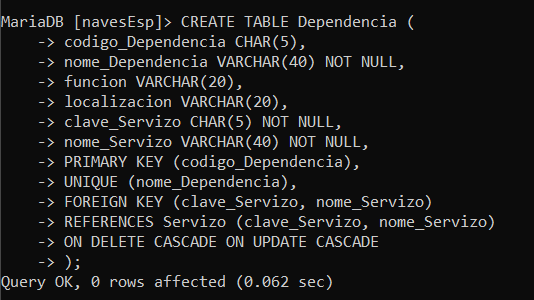 MariaDB [navesEsp]> CREATE TABLE Dependencia (
    -> codigo_Dependencia CHAR(5),
    -> nome_Dependencia VARCHAR(40) NOT NULL,
    -> funcion VARCHAR(20),
    -> localizacion VARCHAR(20),
    -> clave_Servizo CHAR(5) NOT NULL,
    -> nome_Servizo VARCHAR(40) NOT NULL,
    -> PRIMARY KEY (codigo_Dependencia),
    -> UNIQUE (nome_Dependencia),
    -> FOREIGN KEY (clave_Servizo, nome_Servizo)
    -> REFERENCES Servizo (clave_Servizo, nome_Servizo)
    -> ON DELETE CASCADE ON UPDATE CASCADE
    -> );
Query OK, 0 rows affected (0.062 sec)